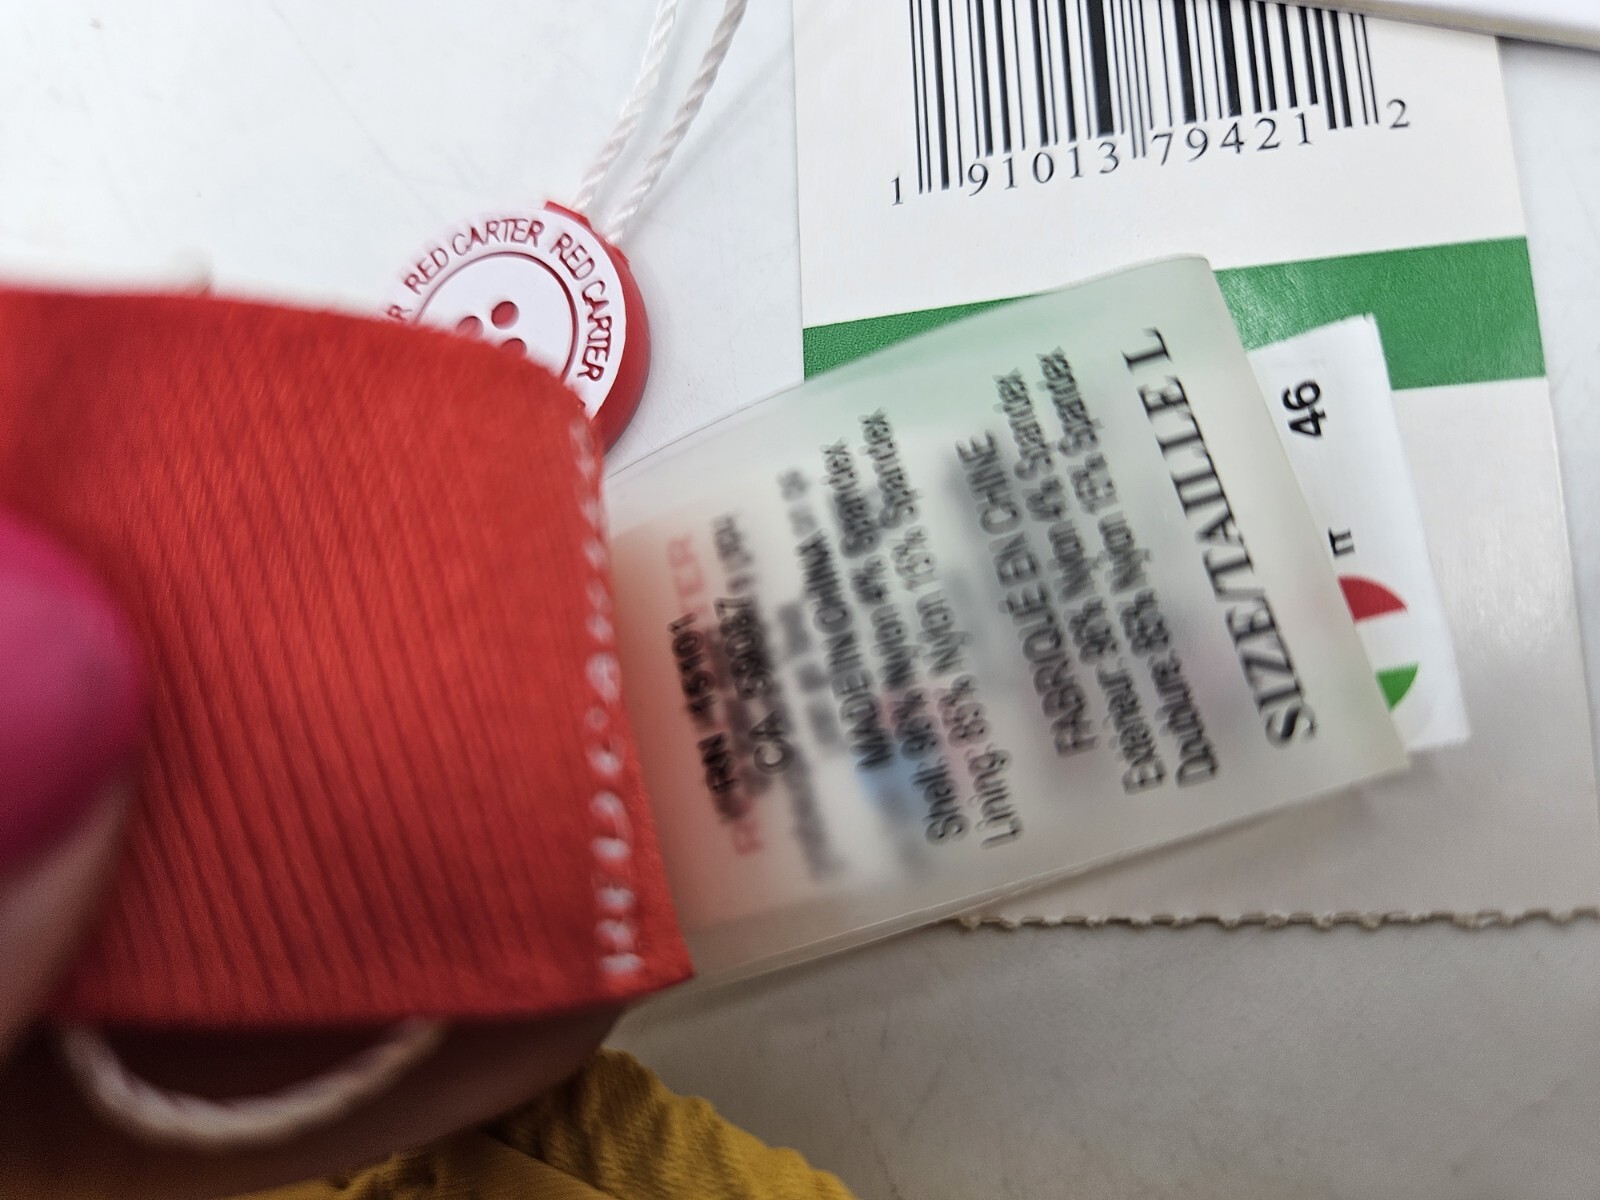 1 91013 79421 2
RED CARTER RED CARTER
RN 45101
CA 59087
MADE IN CHINA
Shell: 96% Nylon 4% Spandex
Lining: 85% Nylon 15% Spandex
FABRIQUÉ EN CHINE
Extérieur: 96% Nylon 4% Spandex
Doublure: 85% Nylon 15% Spandex
SIZE/TAILLE L
IT 46